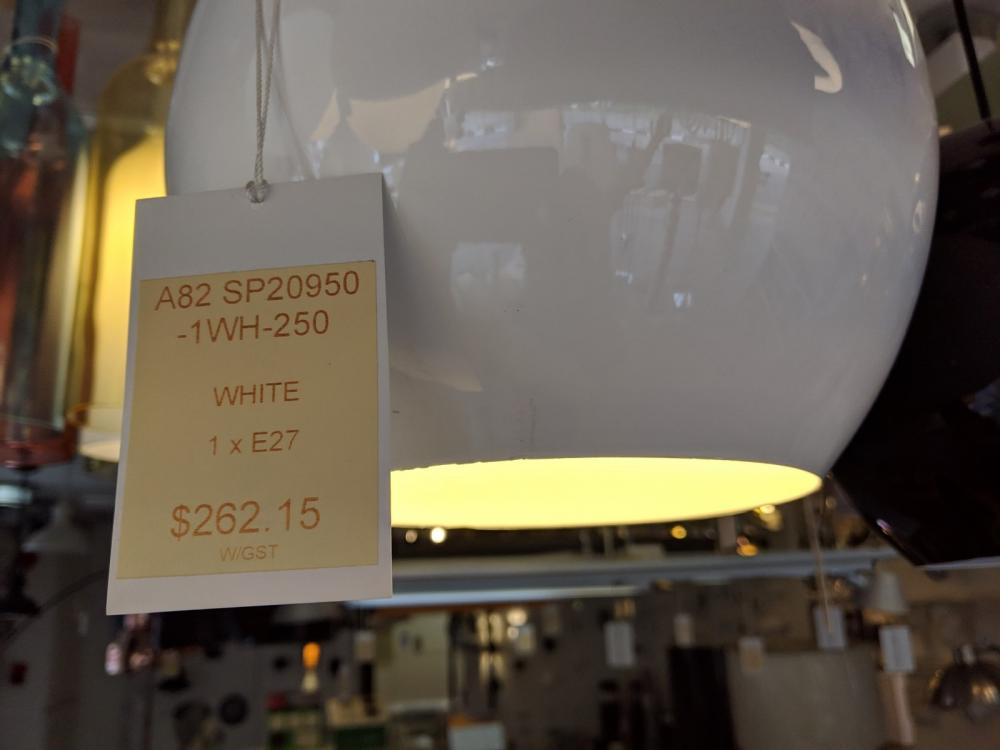 A82 SP20950
-1WH-250
WHITE
1 x E27
$262.15
W/GST